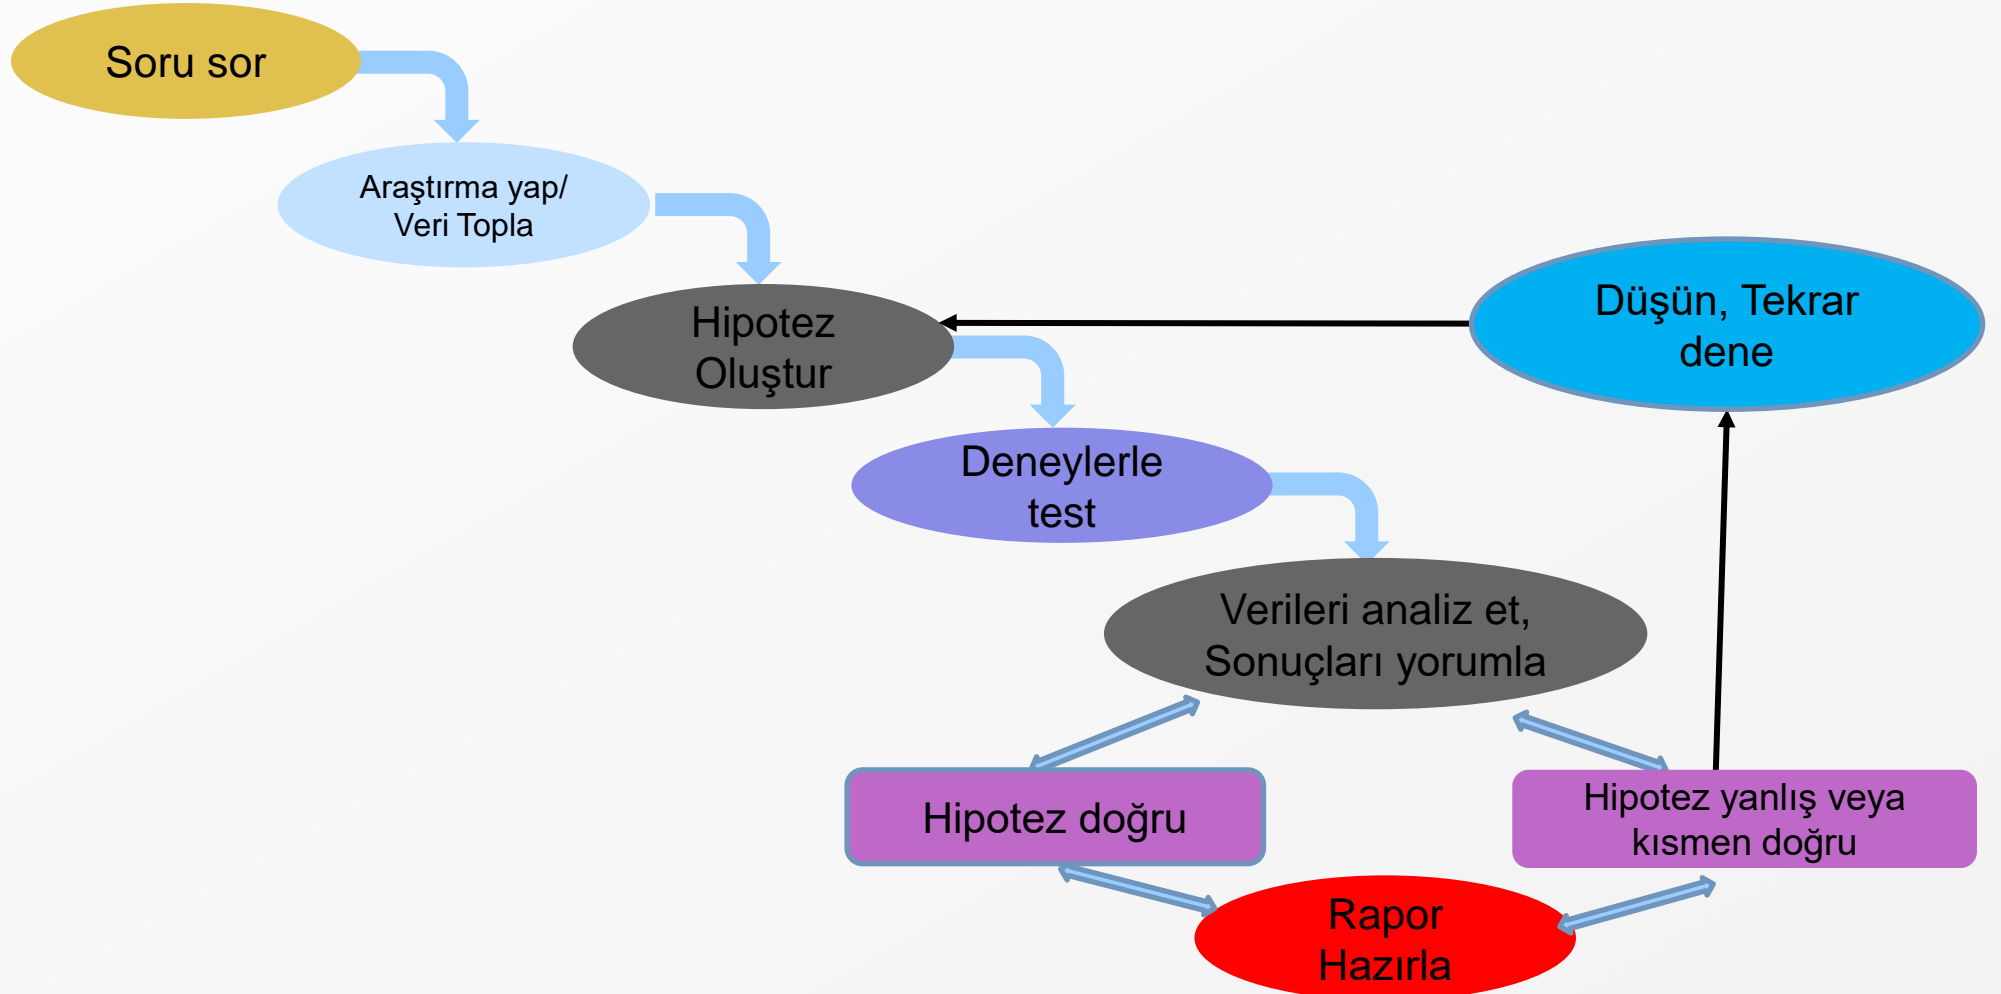 Soru sor
Araştırma yap/
Veri Topla
Hipotez
Oluştur
Düşün, Tekrar
dene
Deneylerle
test
Verileri analiz et,
Sonuçları yorumla
Hipotez doğru
Hipotez yanlış veya
kısmen doğru
Rapor
Hazırla